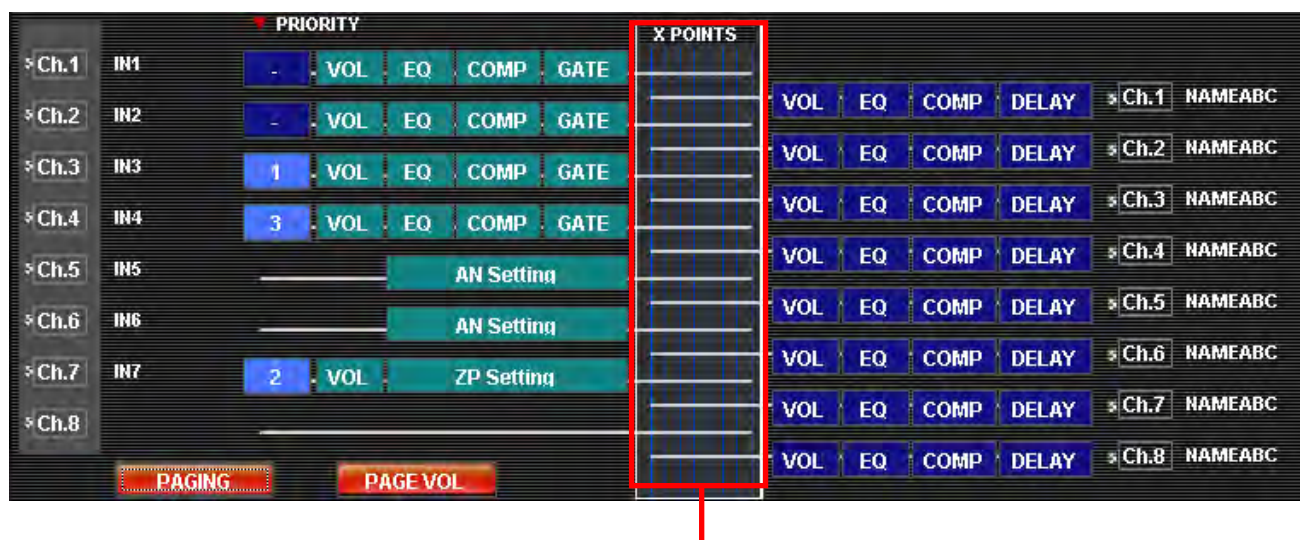 PRIORITY
X POINTS
Ch.1 IN1 - VOL EQ COMP GATE
VOL EQ COMP DELAY Ch.1 NAMEABC
Ch.2 IN2 - VOL EQ COMP GATE
VOL EQ COMP DELAY Ch.2 NAMEABC
Ch.3 IN3 1 VOL EQ COMP GATE
VOL EQ COMP DELAY Ch.3 NAMEABC
Ch.4 IN4 3 VOL EQ COMP GATE
VOL EQ COMP DELAY Ch.4 NAMEABC
Ch.5 IN5 AN Setting
VOL EQ COMP DELAY Ch.5 NAMEABC
Ch.6 IN6 AN Setting
VOL EQ COMP DELAY Ch.6 NAMEABC
Ch.7 IN7 2 VOL ZP Setting
VOL EQ COMP DELAY Ch.7 NAMEABC
Ch.8
VOL EQ COMP DELAY Ch.8 NAMEABC
PAGING PAGE VOL